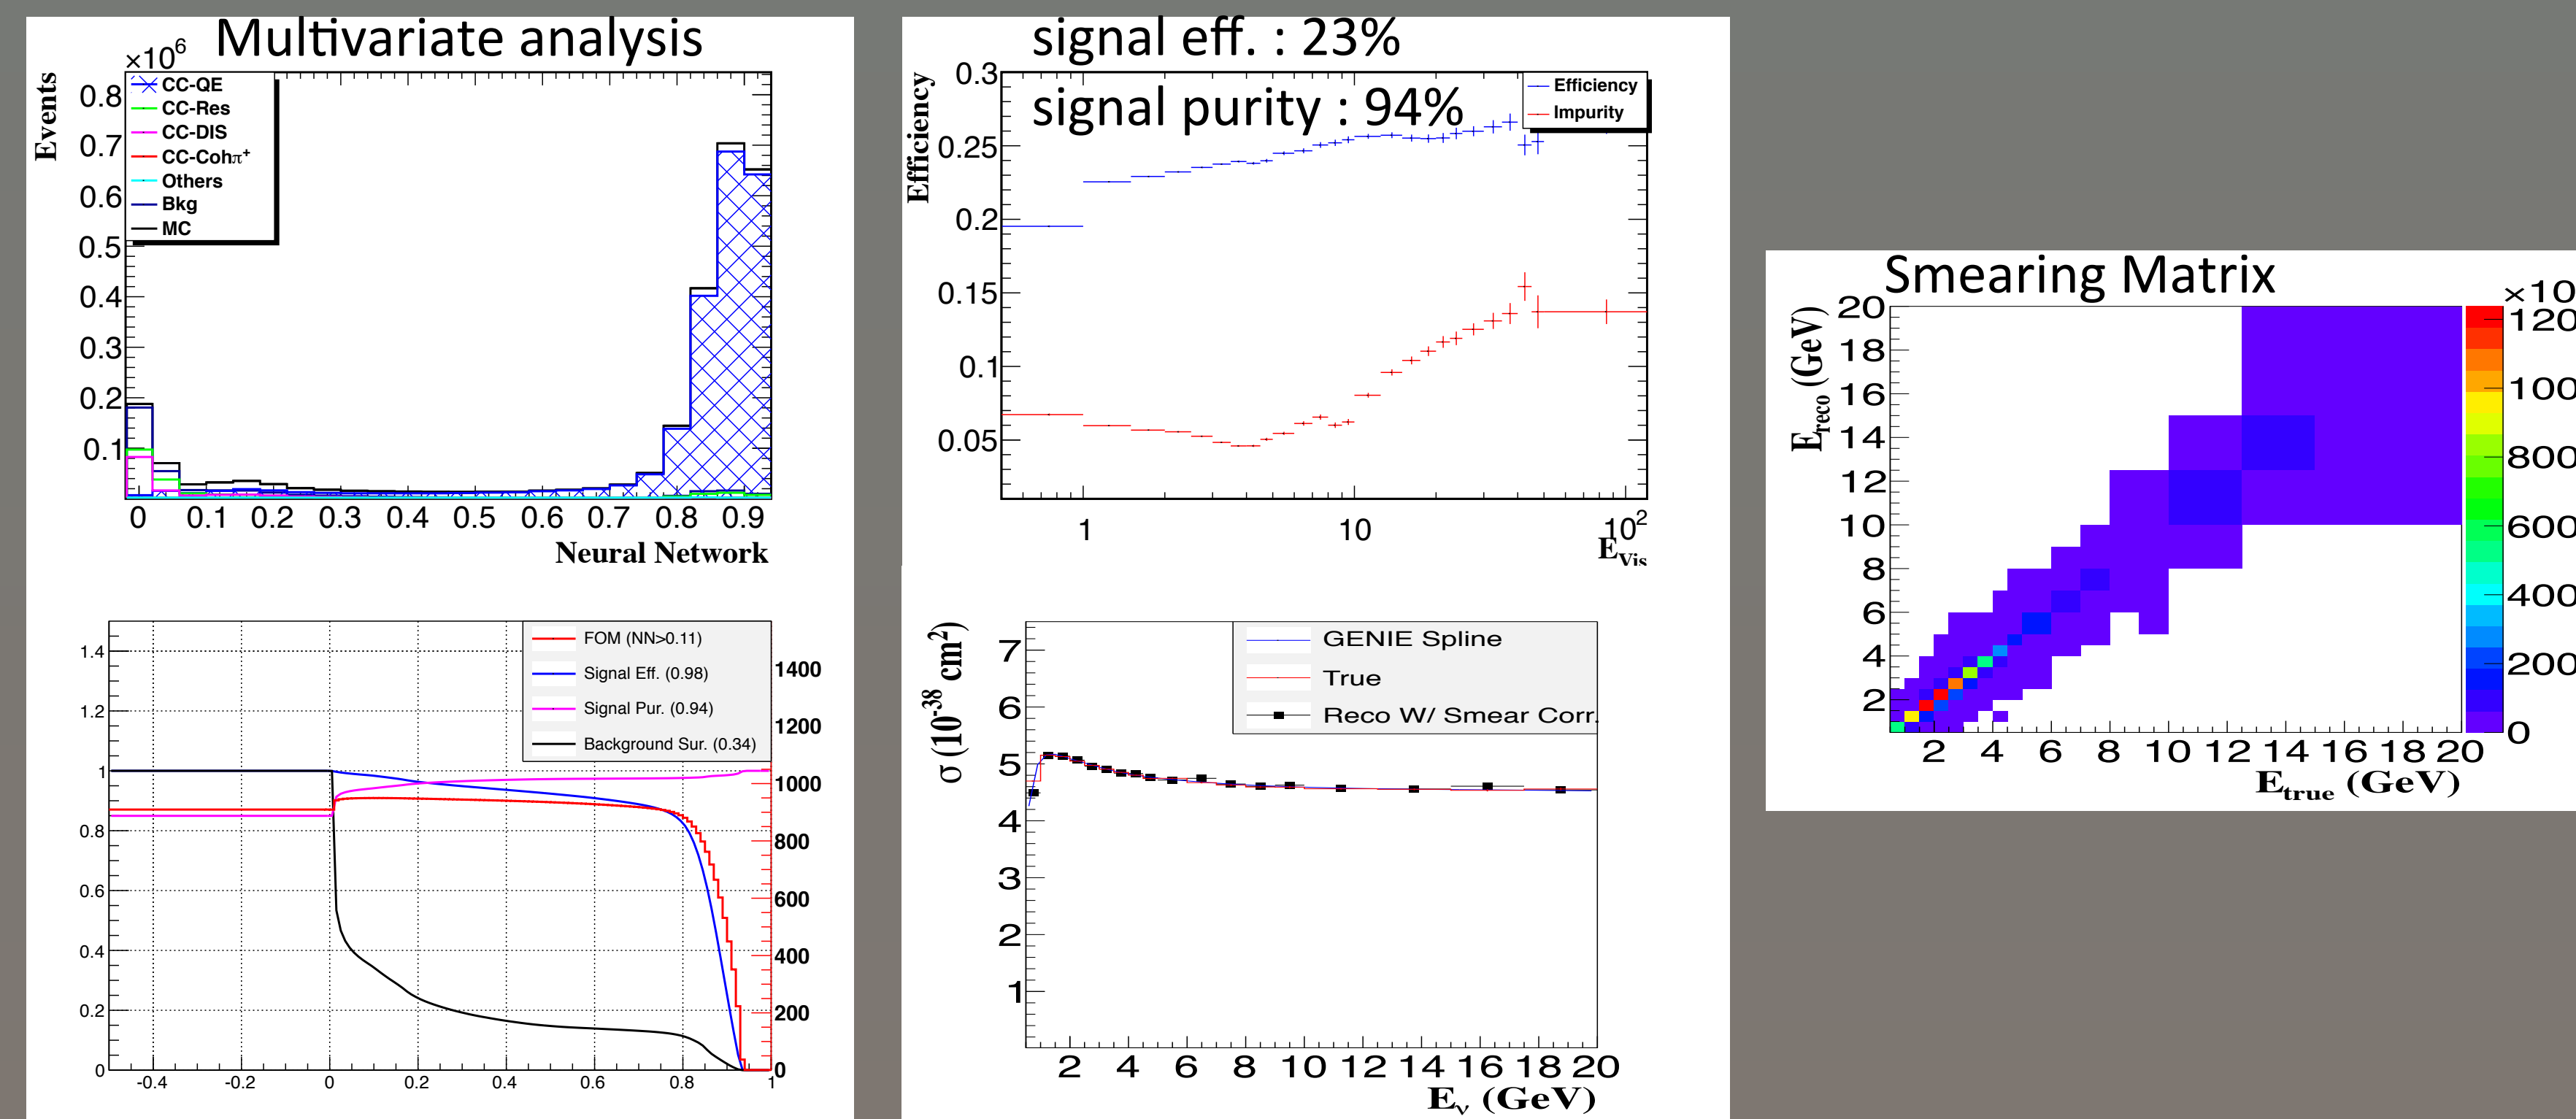 Multivariate analysis
×10⁶
Events
0.8
0.7
0.6
0.5
0.4
0.3
0.2
0.1
CC-QE
CC-Res
CC-DIS
CC-Cohπ⁺
Others
Bkg
MC
0 0.1 0.2 0.3 0.4 0.5 0.6 0.7 0.8 0.9
Neural Network
signal eff. : 23%
signal purity : 94%
Efficiency
0.3
0.25
0.2
0.15
0.1
0.05
Efficiency
Impurity
1 10 10²
E_Vis
Smearing Matrix
×10
E_reco (GeV)
20
18
16
14
12
10
8
6
4
2
120
100
800
600
400
200
0
2 4 6 8 10 12 14 16 18 20
E_true (GeV)
1.4
1.2
1
0.8
0.6
0.4
0.2
0
FOM (NN>0.11)
Signal Eff. (0.98)
Signal Pur. (0.94)
Background Sur. (0.34)
1400
1200
1000
800
600
400
200
0
-0.4 -0.2 0 0.2 0.4 0.6 0.8 1
σ (10⁻³⁸ cm²)
7
6
5
4
3
2
1
GENIE Spline
True
Reco W/ Smear Corr.
2 4 6 8 10 12 14 16 18 20
E_ν (GeV)